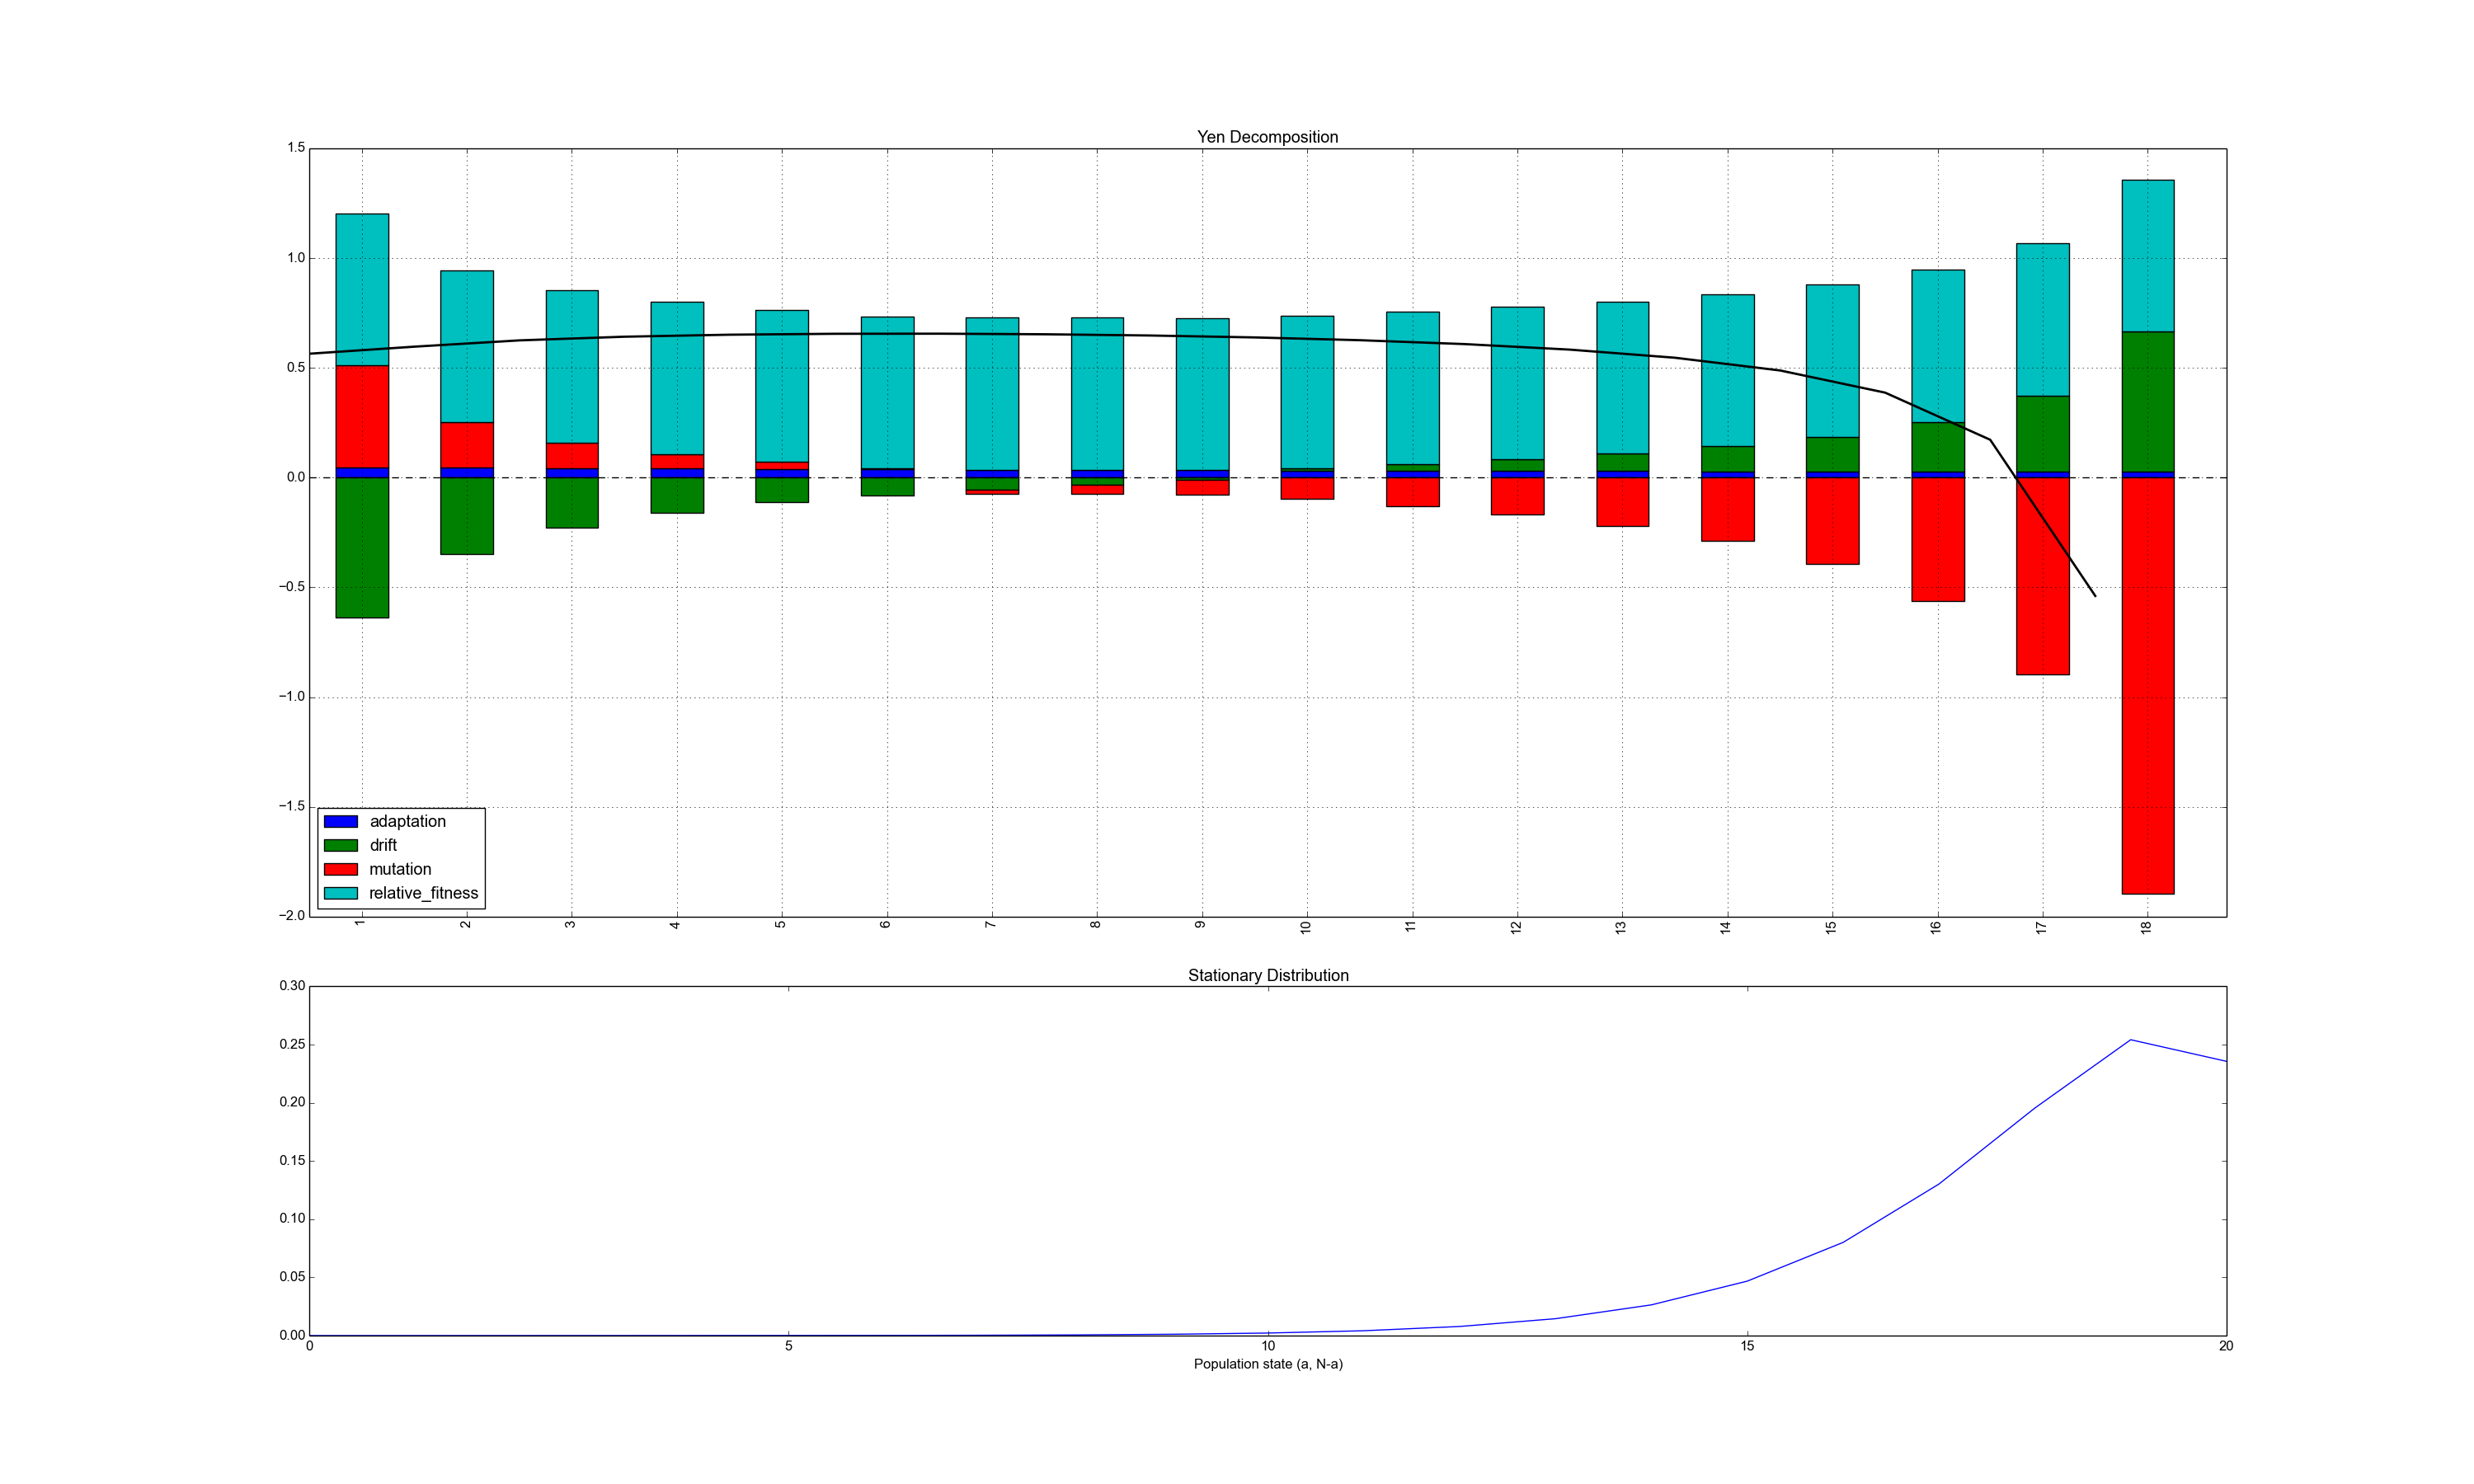 Yen Decomposition
1.5
1.0
0.5
0.0
−0.5
−1.0
−1.5
−2.0
adaptation
drift
mutation
relative_fitness
1 2 3 4 5 6 7 8 9 10 11 12 13 14 15 16 17 18
Stationary Distribution
0.30
0.25
0.20
0.15
0.10
0.05
0.00
0 5 10 15 20
Population state (a, N-a)